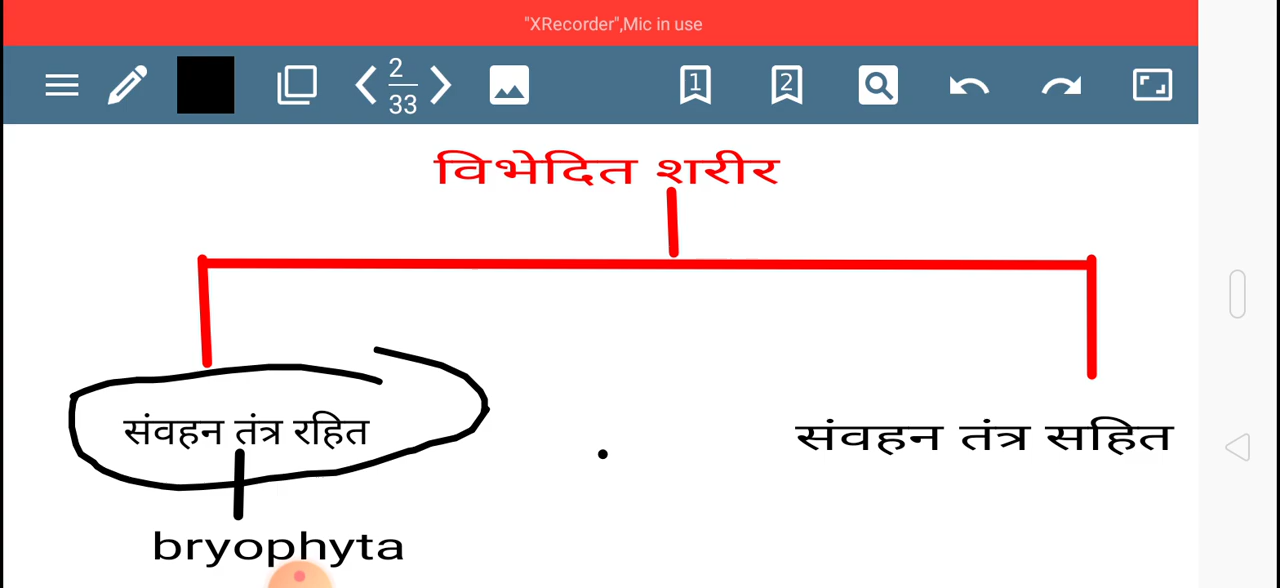 "XRecorder",Mic in use
2
33
1
2
विभेदित शरीर
संवहन तंत्र रहित
संवहन तंत्र सहित
bryophyta